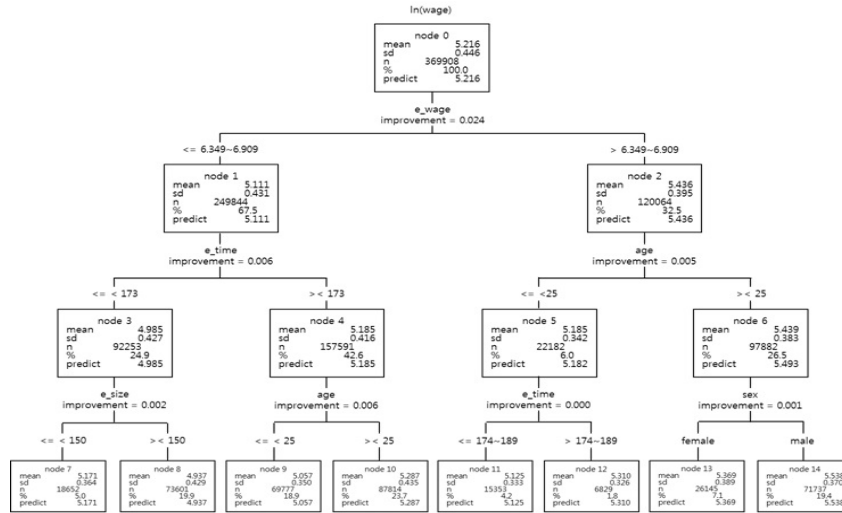 ln(wage)
node 0
mean 5.216
sd 0.446
n 369908
% 100.0
predict 5.216
e_wage
improvement = 0.024
<= 6.349~6.909
> 6.349~6.909
node 1
mean 5.111
sd 0.431
n 249844
% 67.5
predict 5.111
node 2
mean 5.436
sd 0.395
n 120064
% 32.5
predict 5.436
e_time
improvement = 0.006
age
improvement = 0.005
<= < 173
> < 173
<= <25
> < 25
node 3
mean 4.985
sd 0.427
n 92253
% 24.9
predict 4.985
node 4
mean 5.185
sd 0.416
n 157591
% 42.6
predict 5.185
node 5
mean 5.185
sd 0.342
n 22182
% 6.0
predict 5.182
node 6
mean 5.439
sd 0.383
n 97882
% 26.5
predict 5.493
e_size
improvement = 0.002
age
improvement = 0.006
e_time
improvement = 0.000
sex
improvement = 0.001
<= < 150
> < 150
<= < 25
> < 25
<= 174~189
> 174~189
female
male
node 7
mean 5.171
sd 0.364
n 18652
% 5.0
predict 5.171
node 8
mean 4.937
sd 0.429
n 73601
% 19.9
predict 4.937
node 9
mean 5.057
sd 0.350
n 69777
% 18.9
predict 5.057
node 10
mean 5.287
sd 0.435
n 87814
% 23.7
predict 5.287
node 11
mean 5.125
sd 0.333
n 15353
% 4.2
predict 5.125
node 12
mean 5.310
sd 0.326
n 6829
% 1.8
predict 5.310
node 13
mean 5.369
sd 0.389
n 26145
% 7.1
predict 5.369
node 14
mean 5.538
sd 0.370
n 71737
% 19.4
predict 5.538